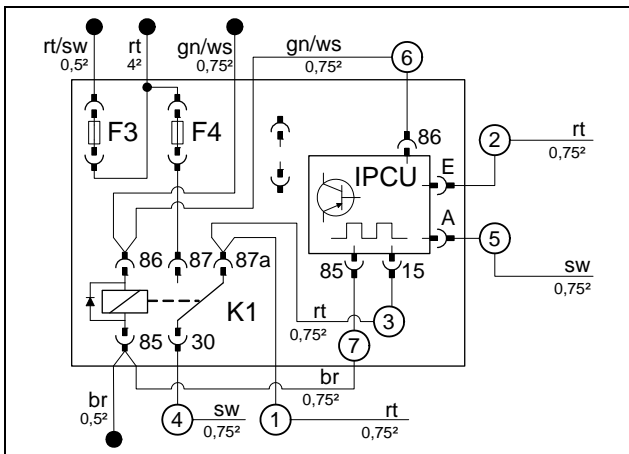 rt/sw
0,5²
rt
4²
gn/ws
0,75²
gn/ws
0,75²
6
F3
F4
86
2
rt
0,75²
IPCU
E
A
5
sw
0,75²
86
87
87a
85
15
K1
rt
0,75²
3
85
30
7
br
0,75²
br
0,5²
4
sw
0,75²
1
rt
0,75²